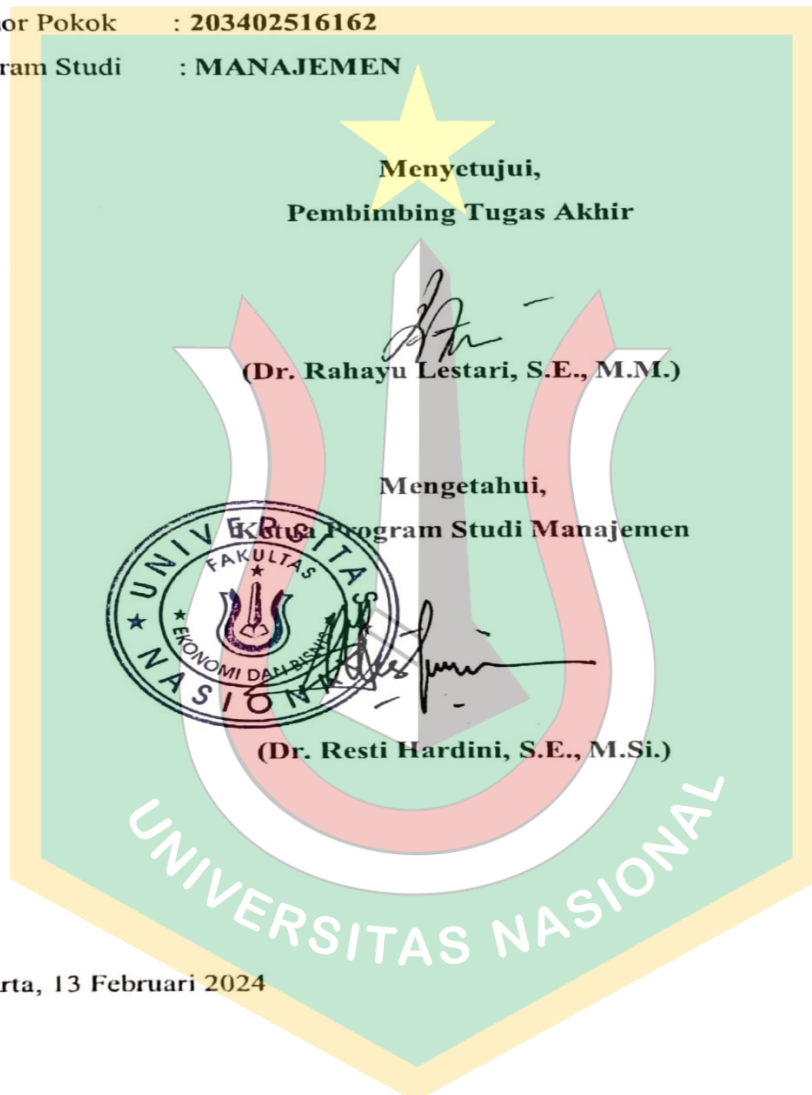 or Pokok : 203402516162
ram Studi : MANAJEMEN
Menyetujui,
Pembimbing Tugas Akhir
(Dr. Rahayu Lestari, S.E., M.M.)
Mengetahui,
Ketua Program Studi Manajemen
UNIVERSITAS NASIONAL
FAKULTAS
EKONOMI DAN BISNIS
(Dr. Resti Hardini, S.E., M.Si.)
UNIVERSITAS NASIONAL
rta, 13 Februari 2024